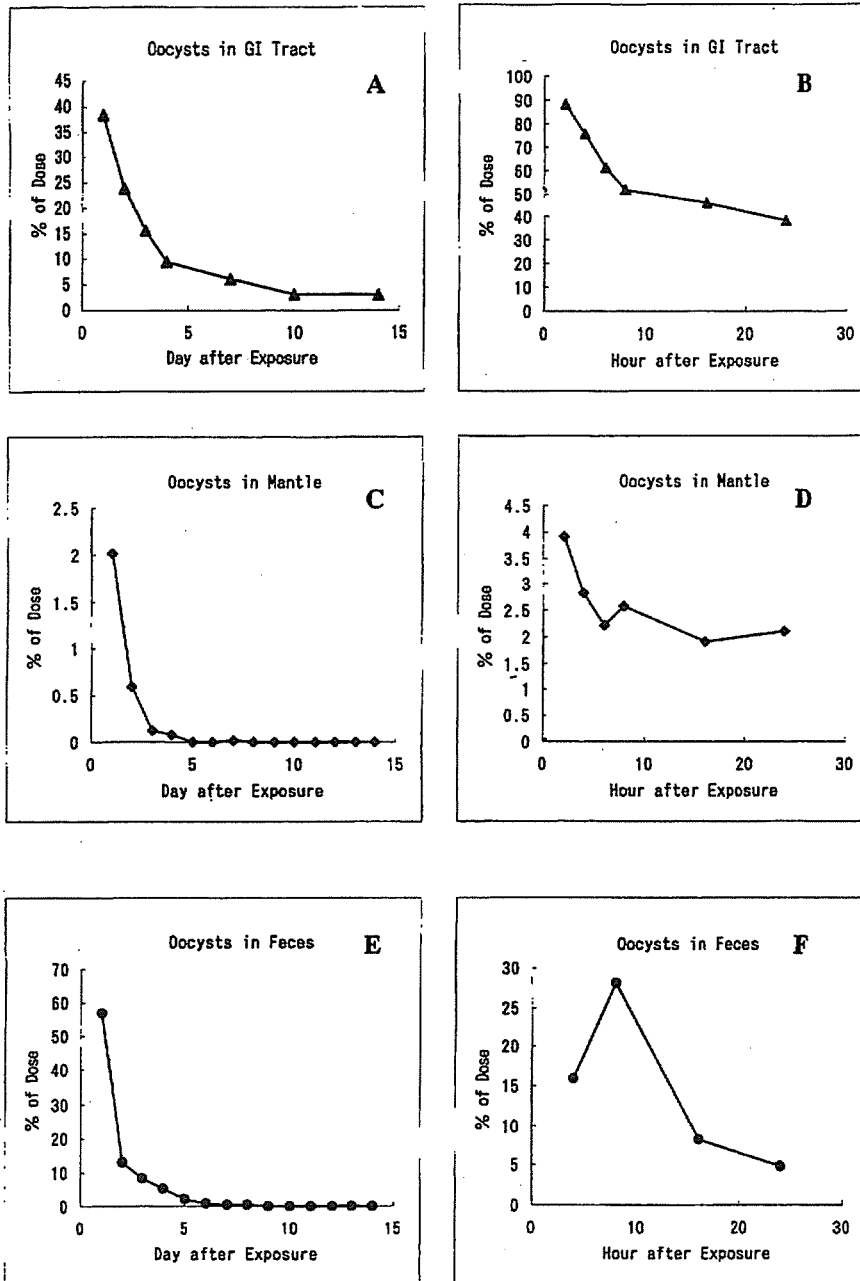 Oocysts in GI Tract
A
45
40
35
30
25
20
15
10
5
0
% of Dose
0 5 10 15
Day after Exposure
Oocysts in GI Tract
B
100
90
80
70
60
50
40
30
20
10
0
% of Dose
0 10 20 30
Hour after Exposure
Oocysts in Mantle
C
2.5
2
1.5
1
0.5
0
% of Dose
0 5 10 15
Day after Exposure
Oocysts in Mantle
D
4.5
4
3.5
3
2.5
2
1.5
1
0.5
0
% of Dose
0 10 20 30
Hour after Exposure
Oocysts in Feces
E
70
60
50
40
30
20
10
0
% of Dose
0 5 10 15
Day after Exposure
Oocysts in Feces
F
30
25
20
15
10
5
0
% of Dose
0 10 20 30
Hour after Exposure